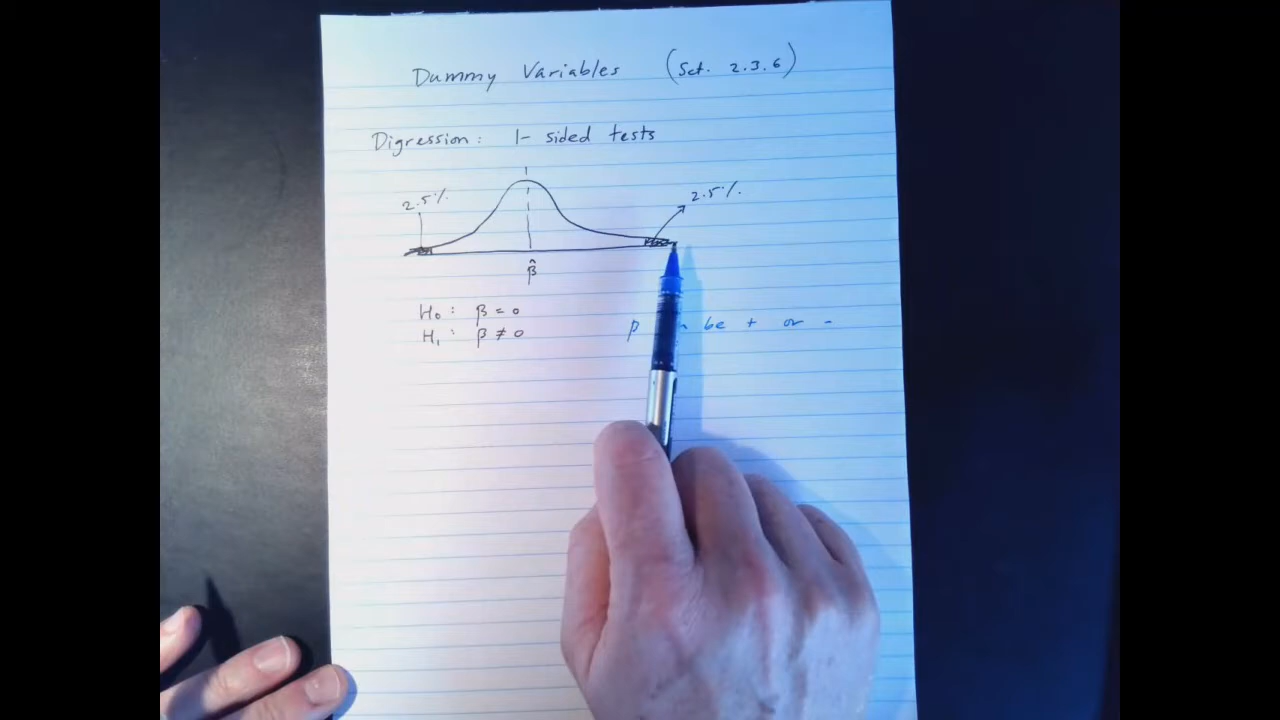 Dummy Variables (Sct. 2.3.6)
Digression: 1-sided tests
2.5% 2.5%
β̂
H₀: β = 0
H₁: β ≠ 0
β be + or -